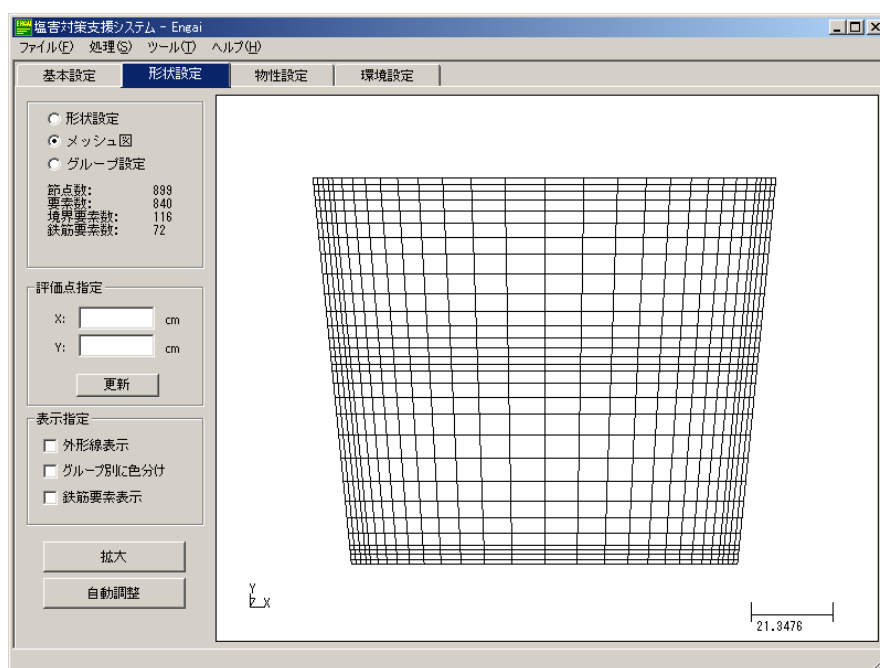 塩害対策支援システム - Engai
ファイル(F) 処理(S) ツール(T) ヘルプ(H)
基本設定 形状設定 物性設定 環境設定
形状設定
メッシュ図
グループ設定
節点数: 899
要素数: 840
境界要素数: 116
鉄筋要素数: 72
評価点指定
X: cm
Y: cm
更新
表示指定
外形線表示
グループ別に色分け
鉄筋要素表示
拡大
自動調整
Y
Z X
21.3476